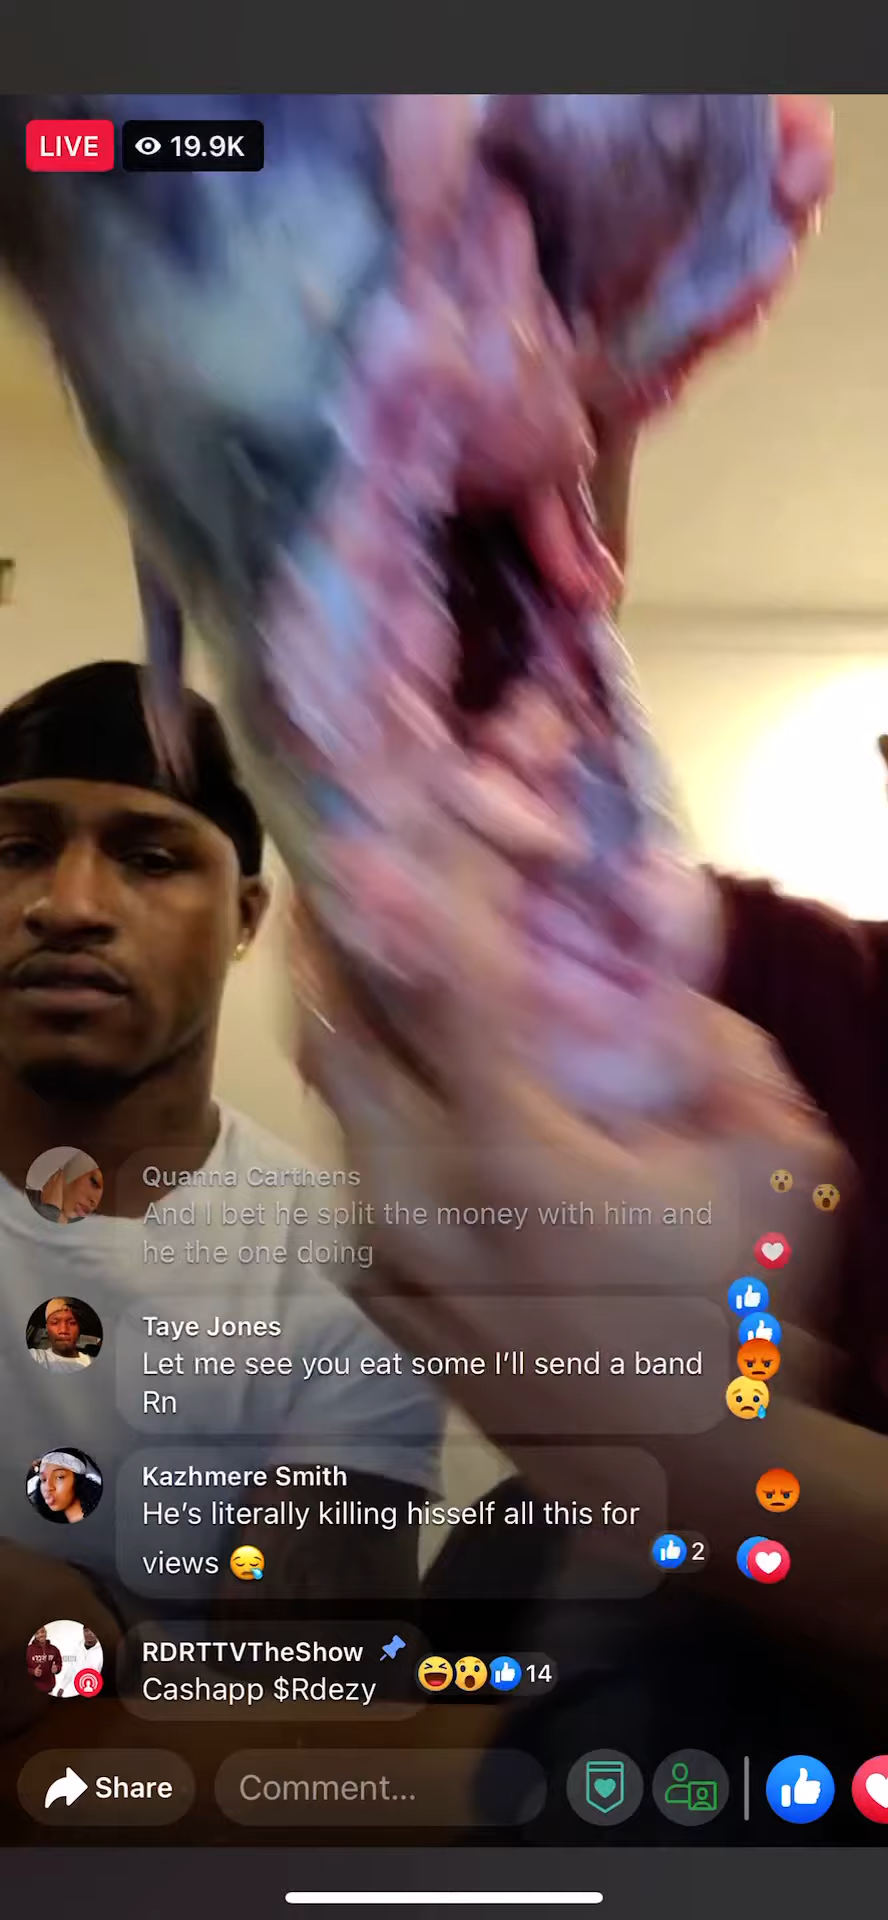 LIVE 19.9K
Quanna Carthens
And I bet he split the money with him and
he the one doing
Taye Jones
Let me see you eat some I’ll send a band
Rn
Kazhmere Smith
He’s literally killing hisself all this for
views 😪
2
RDRTTVTheShow
Cashapp $Rdezy
14
Share
Comment...